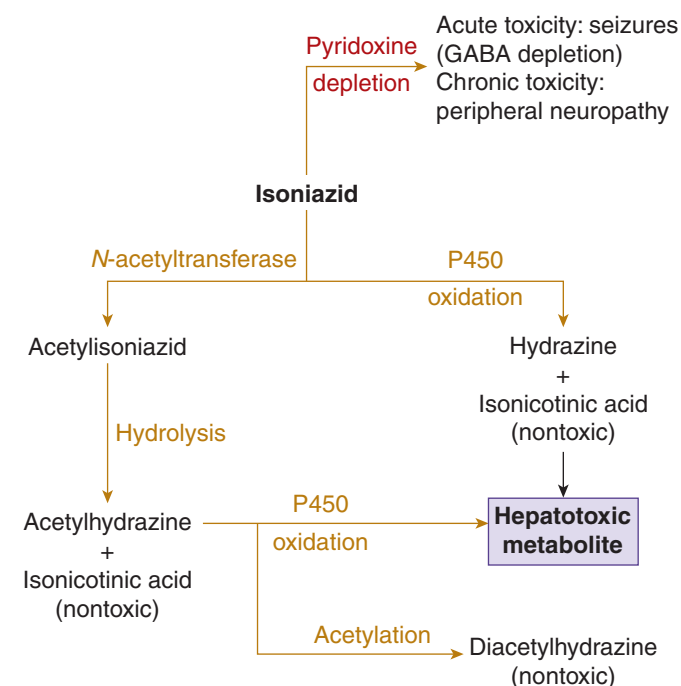 Acute toxicity: seizures
(GABA depletion)
Chronic toxicity:
peripheral neuropathy
Pyridoxine
depletion
Isoniazid
N-acetyltransferase
P450
oxidation
Acetylisoniazid
Hydrazine
+
Isonicotinic acid
(nontoxic)
Hydrolysis
Acetylhydrazine
+
Isonicotinic acid
(nontoxic)
P450
oxidation
Hepatotoxic
metabolite
Acetylation
Diacetylhydrazine
(nontoxic)